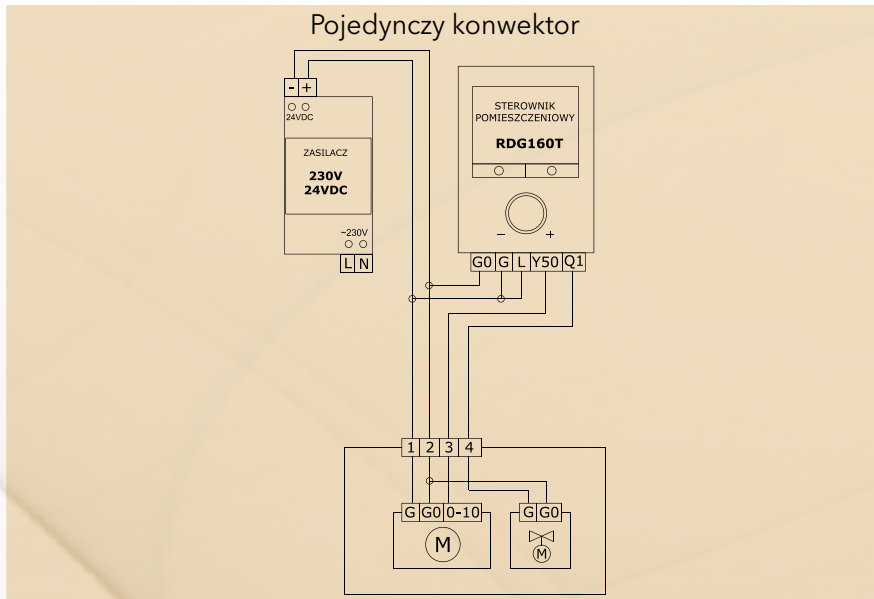 Pojedynczy konwektor
- +
24VDC
ZASILACZ
230V
24VDC
~230V
L N
STEROWNIK
POMIESZCZENIOWY
RDG160T
- +
G0 G L Y50 Q1
1 2 3 4
G G0 0-10
M
G G0
M